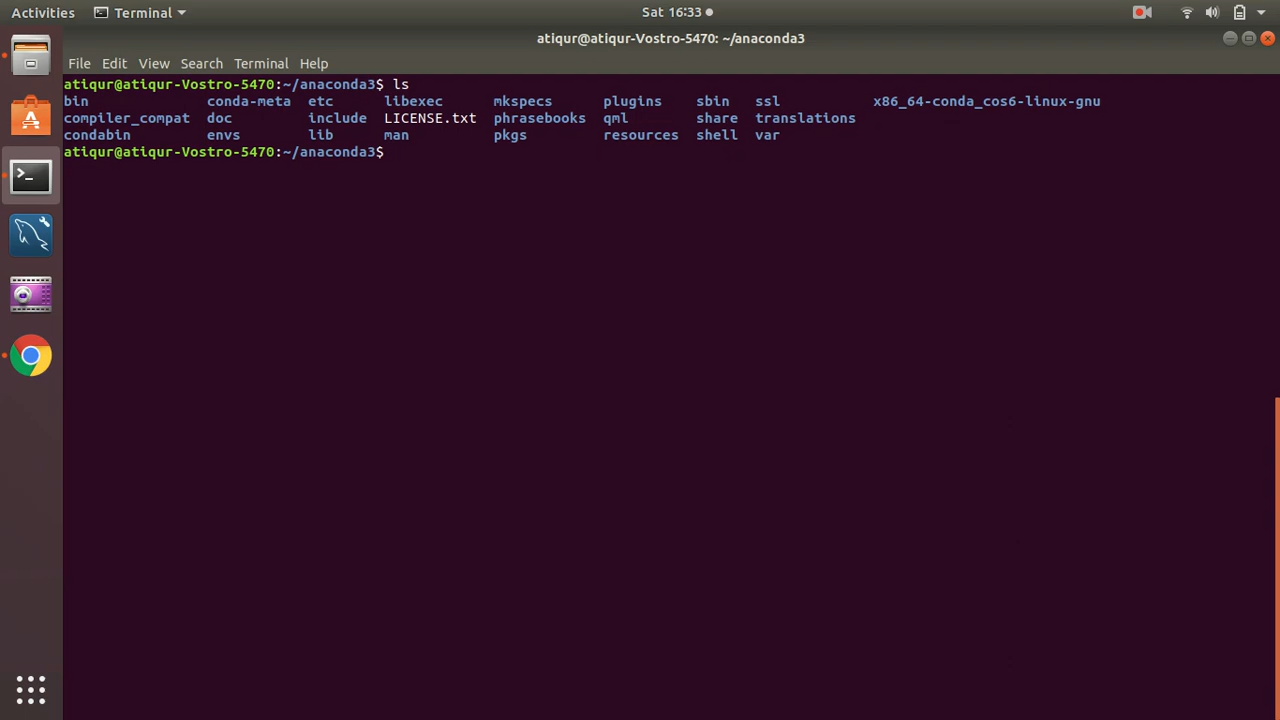 Activities Terminal Sat 16:33
atiqur@atiqur-Vostro-5470: ~/anaconda3
File Edit View Search Terminal Help
atiqur@atiqur-Vostro-5470:~/anaconda3$ ls
bin conda-meta etc libexec mkspecs plugins sbin ssl x86_64-conda_cos6-linux-gnu
compiler_compat doc include LICENSE.txt phrasebooks qml share translations
condabin envs lib man pkgs resources shell var
atiqur@atiqur-Vostro-5470:~/anaconda3$